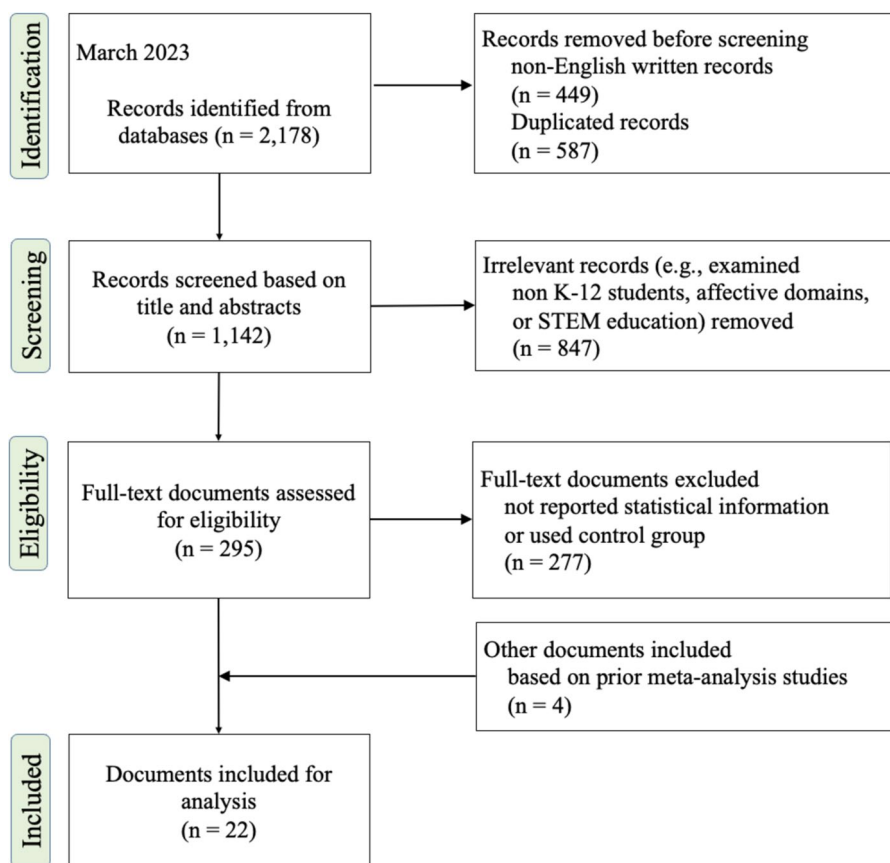 Identification
March 2023
Records identified from
databases (n = 2,178)
Records removed before screening
non-English written records
(n = 449)
Duplicated records
(n = 587)
Screening
Records screened based on
title and abstracts
(n = 1,142)
Irrelevant records (e.g., examined
non K-12 students, affective domains,
or STEM education) removed
(n = 847)
Eligibility
Full-text documents assessed
for eligibility
(n = 295)
Full-text documents excluded
not reported statistical information
or used control group
(n = 277)
Other documents included
based on prior meta-analysis studies
(n = 4)
Included
Documents included for
analysis
(n = 22)